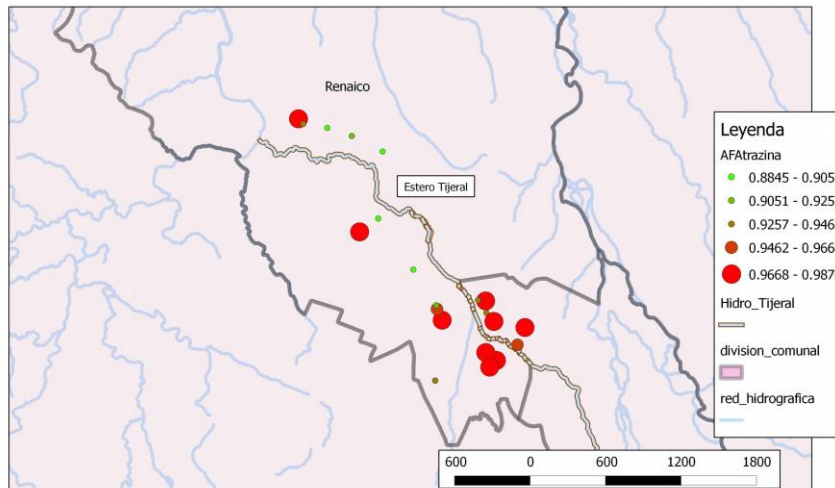 Renaico
Estero Tijeral
Leyenda
AFAtrazina
0.8845 - 0.905
0.9051 - 0.925
0.9257 - 0.946
0.9462 - 0.966
0.9668 - 0.987
Hidro_Tijeral
division_comunal
red_hidrografica
600 0 600 1200 1800